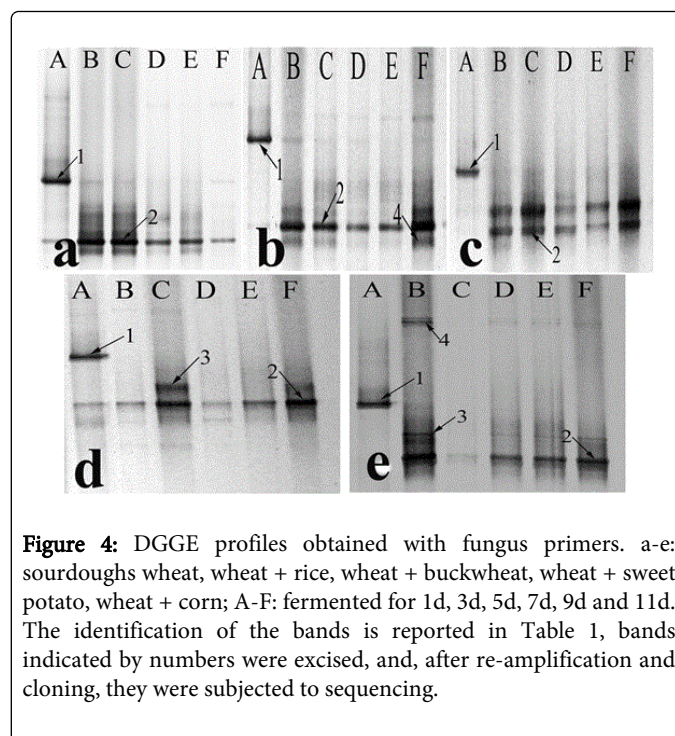 A B C D E F
1
2
a
A B C D E F
1
2
4
b
A B C D E F
1
2
c
A B C D E F
1
3
2
d
A B C D E F
4
1
3
2
e
Figure 4: DGGE profiles obtained with fungus primers. a-e:
sourdoughs wheat, wheat + rice, wheat + buckwheat, wheat + sweet
potato, wheat + corn; A-F: fermented for 1d, 3d, 5d, 7d, 9d and 11d.
The identification of the bands is reported in Table 1, bands
indicated by numbers were excised, and, after re-amplification and
cloning, they were subjected to sequencing.